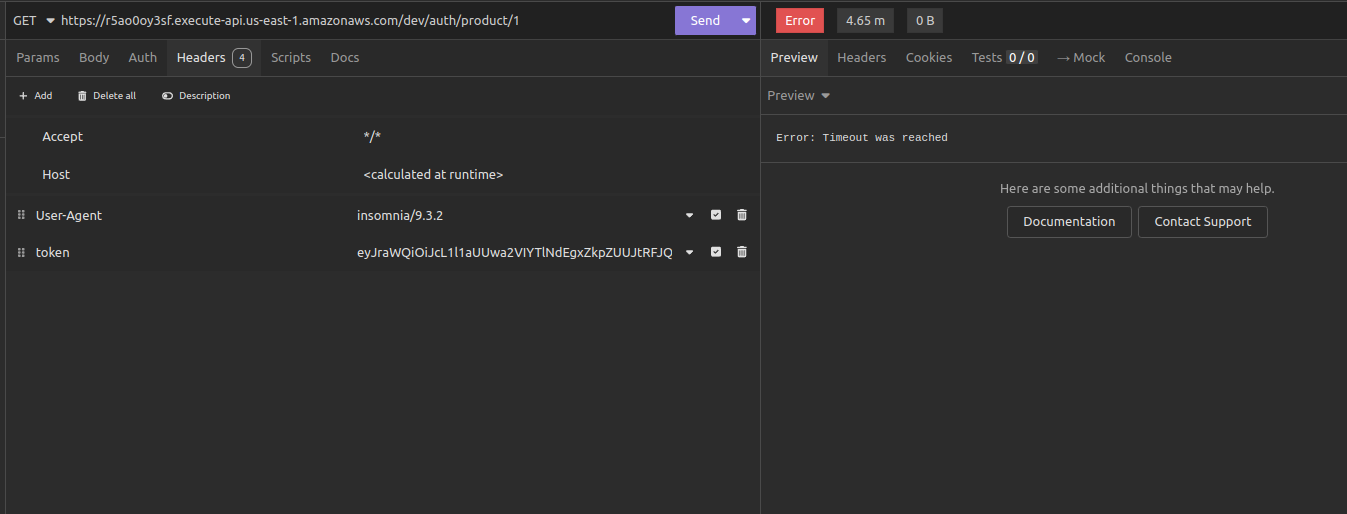 GET https://r5ao0oy3sf.execute-api.us-east-1.amazonaws.com/dev/auth/product/1 Send
Error 4.65 m 0 B
Params Body Auth Headers 4 Scripts Docs
Preview Headers Cookies Tests 0 / 0 → Mock Console
+ Add Delete all Description
Preview
Accept */*
Error: Timeout was reached
Host <calculated at runtime>
Here are some additional things that may help.
Documentation Contact Support
User-Agent insomnia/9.3.2
token